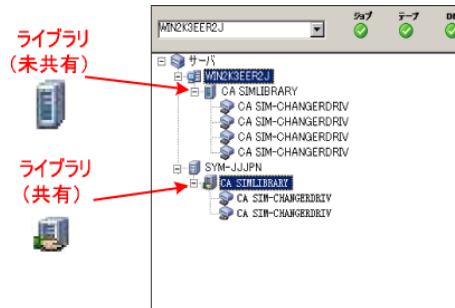 ライブラリ
(未共有)
ライブラリ
(共有)
WIN2K3EER2J
ジョブ
テープ
サーバ
WIN2K3EER2J
CA SIMLIBRARY
CA SIM-CHANGERDRIV
CA SIM-CHANGERDRIV
CA SIM-CHANGERDRIV
CA SIM-CHANGERDRIV
SYM-JJJPN
CA SIMLIBRARY
CA SIM-CHANGERDRIV
CA SIM-CHANGERDRIV